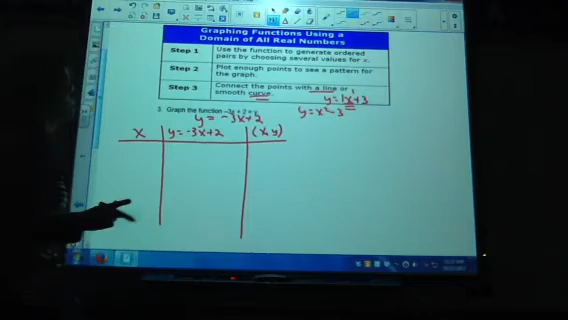 Graphing Functions Using a
Domain of All Real Numbers
Step 1 Use the function to generate ordered
pairs by choosing several values for x.
Step 2 Plot enough points to see a pattern for
the graph.
Step 3 Connect the points with a line or
smooth curve.
y = 1x + 3
3. Graph the function −3x + 2 = y.
y = -3x+2
y = x² - 3
x y = -3x+2 (x, y)